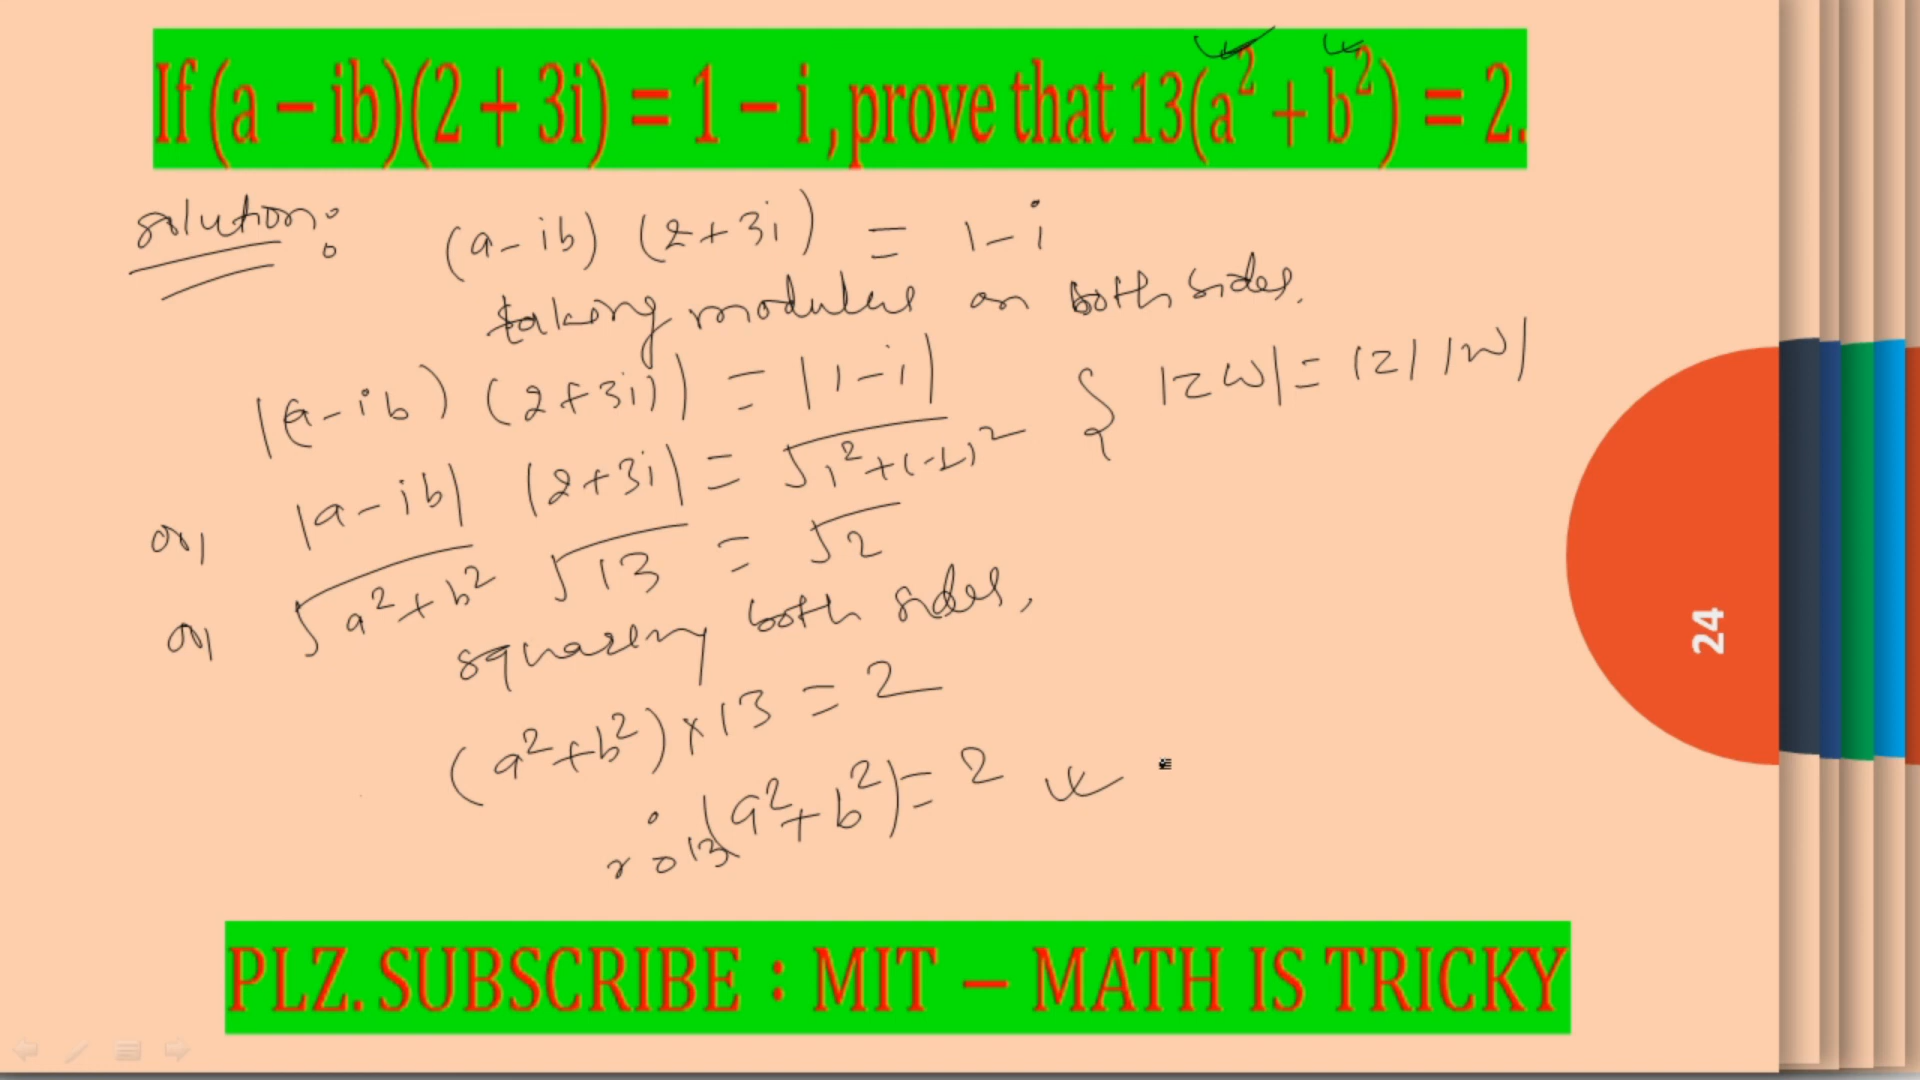 If (a − ib)(2 + 3i) = 1 − i , prove that 13(a² + b²) = 2.
solution:
(a - ib) (2+3i) = 1 - i
taking modulus on both sides.
|(a - ib) (2+3i)| = |1 - i| { |zw| = |z| |w|
or, |a - ib| |2+3i| = √1² + (-1)²
or √a² + b² √13 = √2
squaring both sides,
(a² + b²) × 13 = 2
13(a² + b²) = 2
24
PLZ. SUBSCRIBE : MIT − MATH IS TRICKY